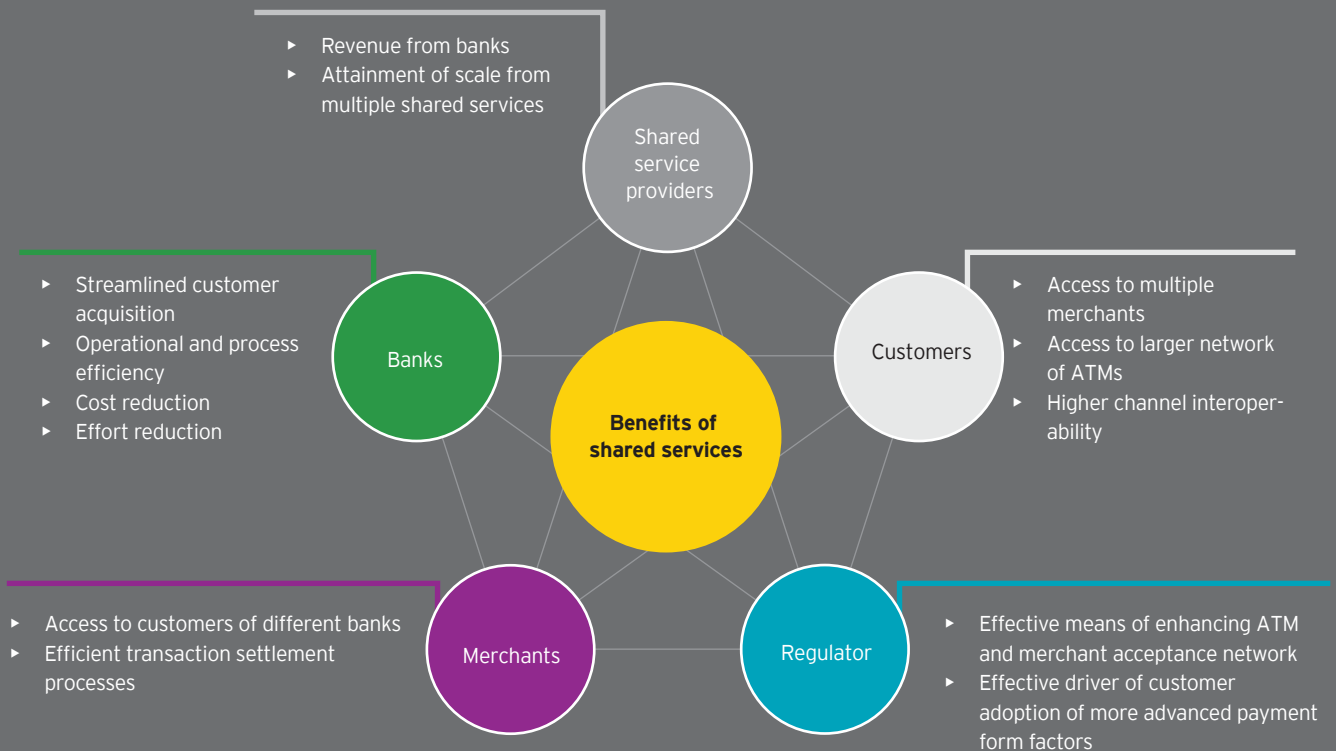 ▸ Revenue from banks
▸ Attainment of scale from
multiple shared services
Shared
service
providers
▸ Streamlined customer
acquisition
▸ Operational and process
efficiency
▸ Cost reduction
▸ Effort reduction
Banks
Benefits of
shared services
Customers
▸ Access to multiple
merchants
▸ Access to larger network
of ATMs
▸ Higher channel interoper-
ability
▸ Access to customers of different banks
▸ Efficient transaction settlement
processes
Merchants
Regulator
▸ Effective means of enhancing ATM
and merchant acceptance network
▸ Effective driver of customer
adoption of more advanced payment
form factors